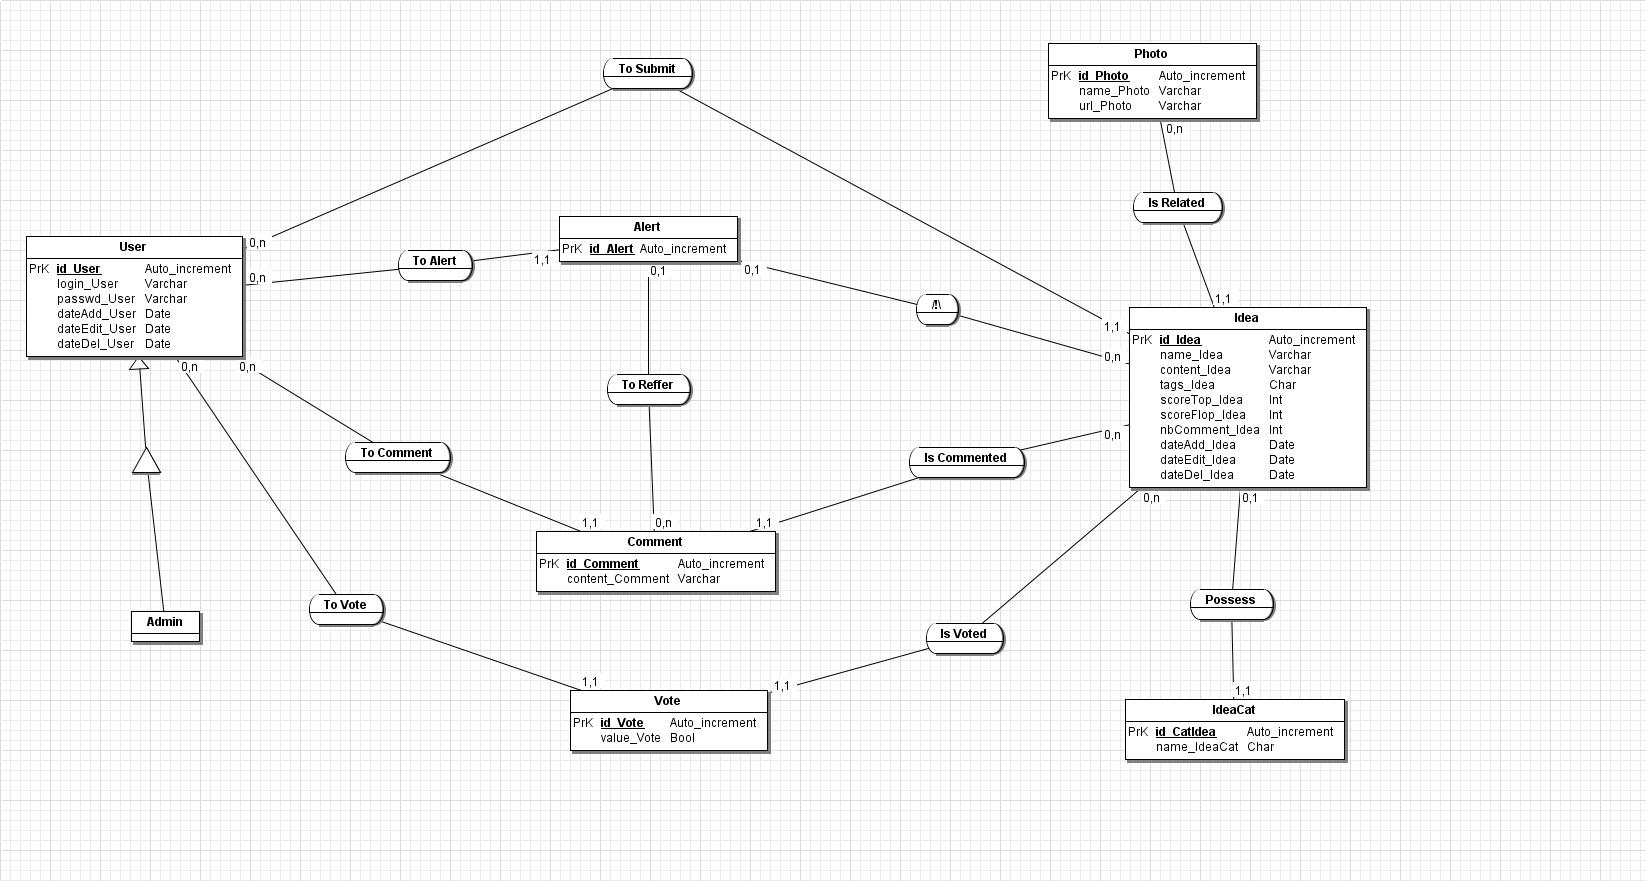 To Submit
Photo
PrK id_Photo Auto_increment
name_Photo Varchar
url_Photo Varchar
0,n
Is Related
1,1
User
PrK id_User Auto_increment
login_User Varchar
passwd_User Varchar
dateAdd_User Date
dateEdit_User Date
dateDel_User Date
0,n
0,n
0,n
0,n
To Alert
1,1
Alert
PrK id_Alert Auto_increment
0,1
0,1
/!\
1,1
0,n
0,n
Idea
PrK id_Idea Auto_increment
name_Idea Varchar
content_Idea Varchar
tags_Idea Char
scoreTop_Idea Int
scoreFlop_Idea Int
nbComment_Idea Int
dateAdd_Idea Date
dateEdit_Idea Date
dateDel_Idea Date
0,n
0,1
To Reffer
To Comment
Is Commented
1,1
0,n
1,1
Comment
PrK id_Comment Auto_increment
content_Comment Varchar
Admin
To Vote
Is Voted
Possess
1,1
1,1
1,1
Vote
PrK id_Vote Auto_increment
value_Vote Bool
IdeaCat
PrK id_CatIdea Auto_increment
name_IdeaCat Char